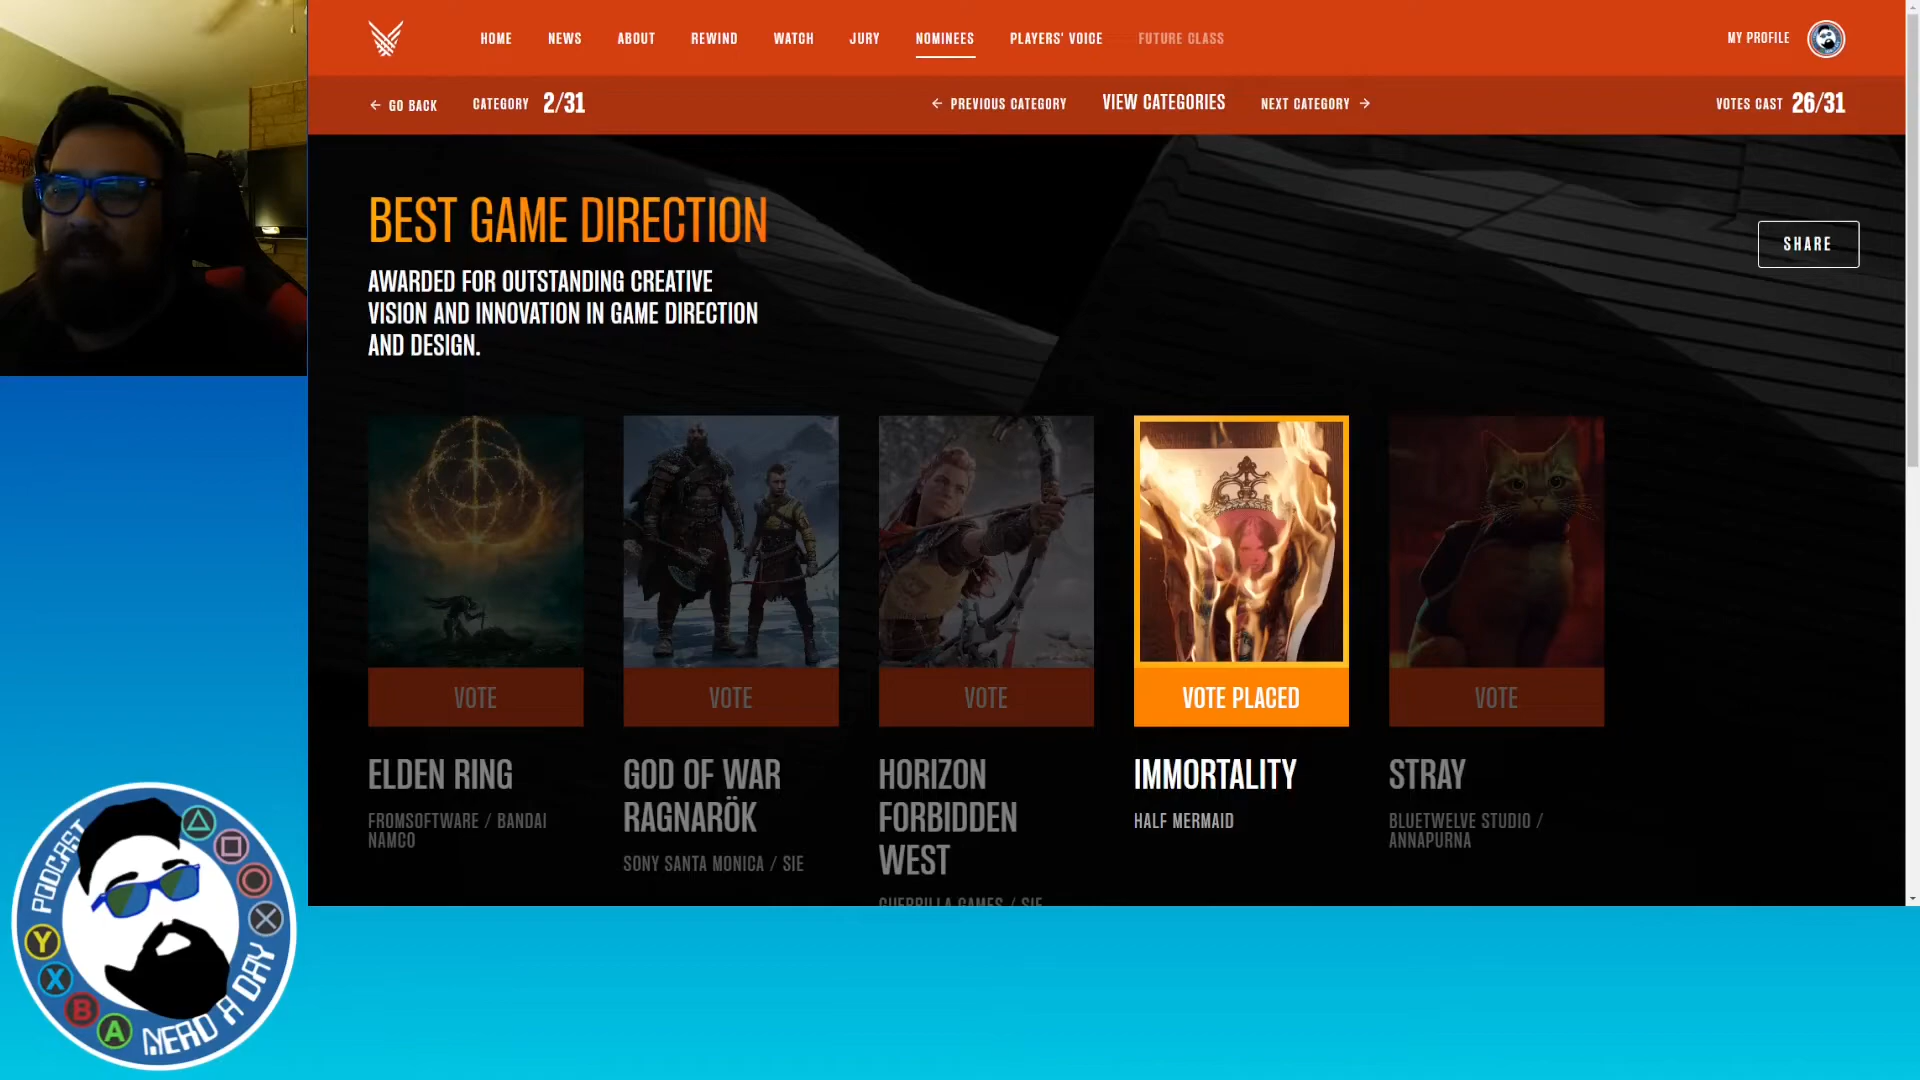 HOME
NEWS
ABOUT
REWIND
WATCH
JURY
NOMINEES
PLAYERS' VOICE
FUTURE CLASS
MY PROFILE
← GO BACK
CATEGORY 2/31
← PREVIOUS CATEGORY
VIEW CATEGORIES
NEXT CATEGORY →
VOTES CAST 26/31
BEST GAME DIRECTION
SHARE
AWARDED FOR OUTSTANDING CREATIVE
VISION AND INNOVATION IN GAME DIRECTION
AND DESIGN.
VOTE
VOTE
VOTE
VOTE PLACED
VOTE
ELDEN RING
FROMSOFTWARE / BANDAI
NAMCO
GOD OF WAR
RAGNARÖK
SONY SANTA MONICA / SIE
HORIZON
FORBIDDEN
WEST
GUERRILLA GAMES / SIE
IMMORTALITY
HALF MERMAID
STRAY
BLUETWELVE STUDIO /
ANNAPURNA
PODCAST
Y
X
B
A
NERD A DAY